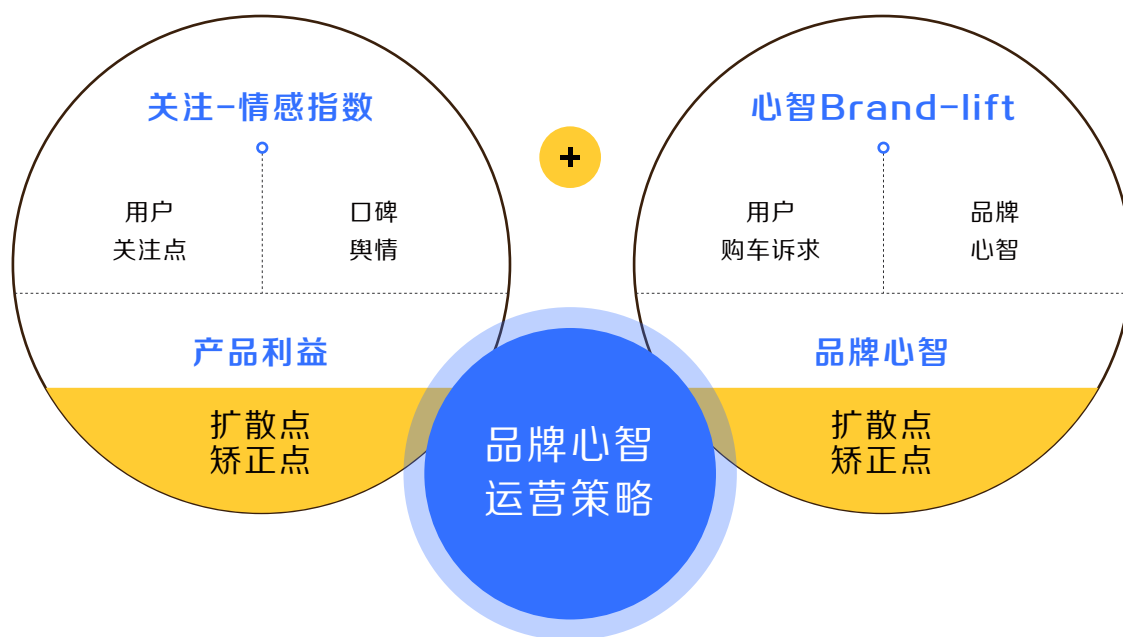 关注-情感指数
用户
关注点
口碑
舆情
产品利益
扩散点
矫正点
+
心智Brand-lift
用户
购车诉求
品牌
心智
品牌心智
扩散点
矫正点
品牌心智
运营策略